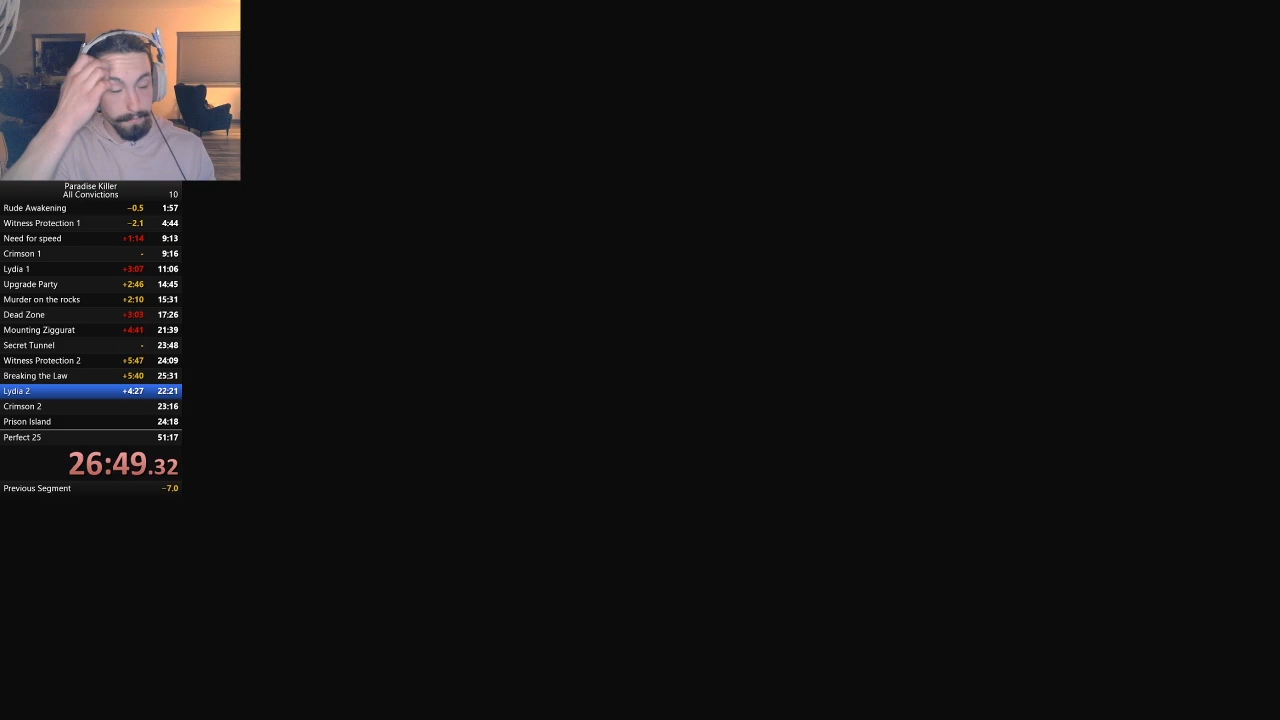 Paradise Killer
All Convictions 10
Rude Awakening −0.5 1:57
Witness Protection 1 −2.1 4:44
Need for speed +1:14 9:13
Crimson 1 - 9:16
Lydia 1 +3:07 11:06
Upgrade Party +2:46 14:45
Murder on the rocks +2:10 15:31
Dead Zone +3:03 17:26
Mounting Ziggurat +4:41 21:39
Secret Tunnel - 23:48
Witness Protection 2 +5:47 24:09
Breaking the Law +5:40 25:31
Lydia 2 +4:27 22:21
Crimson 2 23:16
Prison Island 24:18
Perfect 25 51:17
26:49.32
Previous Segment −7.0